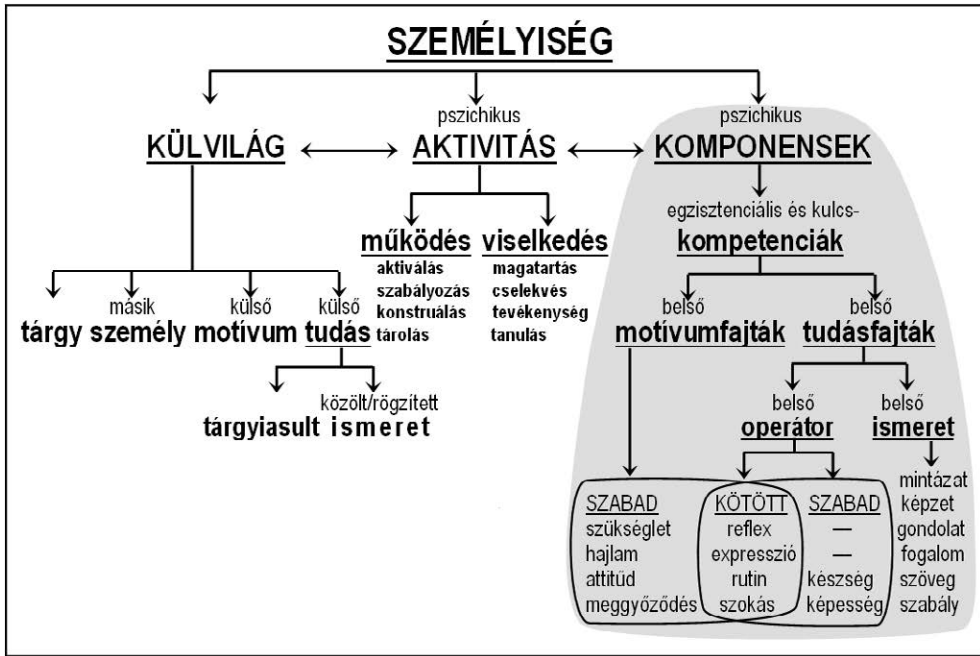 SZEMÉLYISÉG
pszichikus pszichikus
KÜLVILÁG AKTIVITÁS KOMPONENSEK
egzisztenciális és kulcs-
működés viselkedés kompetenciák
aktiválás magatartás
szabályozás cselekvés
konstruálás tevékenység
tárolás tanulás
másik külső külső belső belső
tárgy személy motívum tudás motívumfajták tudásfajták
közölt/rögzített belső belső
tárgyiasult ismeret operátor ismeret
mintázat
SZABAD KÖTÖTT SZABAD képzet
szükséglet reflex — gondolat
hajlam expresszió — fogalom
attitűd rutin készség szöveg
meggyőződés szokás képesség szabály